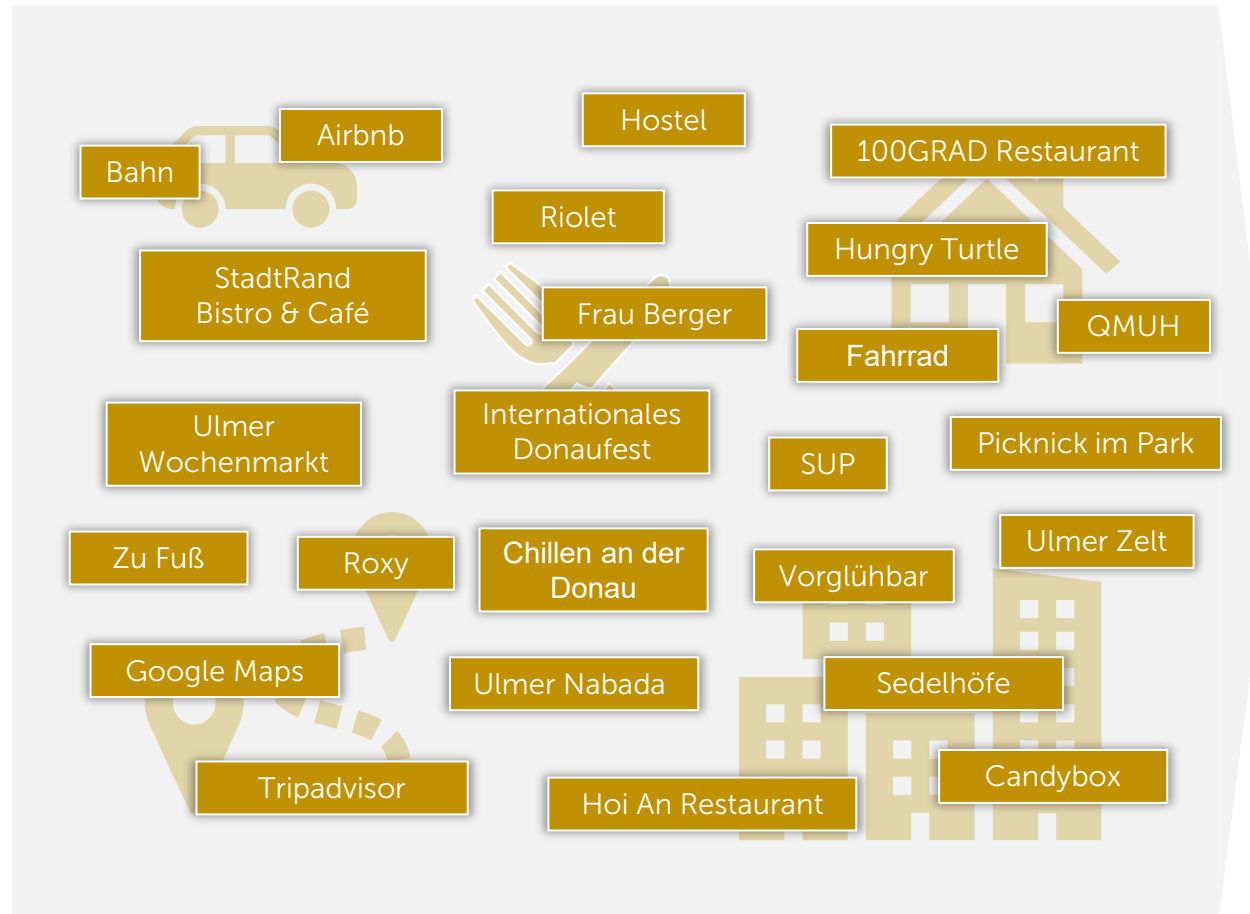 Hostel
Airbnb
100GRAD Restaurant
Bahn
Riolet
Hungry Turtle
StadtRand
Bistro & Café
Frau Berger
QMUH
Fahrrad
Internationales
Donaufest
Ulmer
Wochenmarkt
Picknick im Park
SUP
Ulmer Zelt
Zu Fuß
Roxy
Chillen an der
Donau
Vorglühbar
Google Maps
Ulmer Nabada
Sedelhöfe
Tripadvisor
Candybox
Hoi An Restaurant